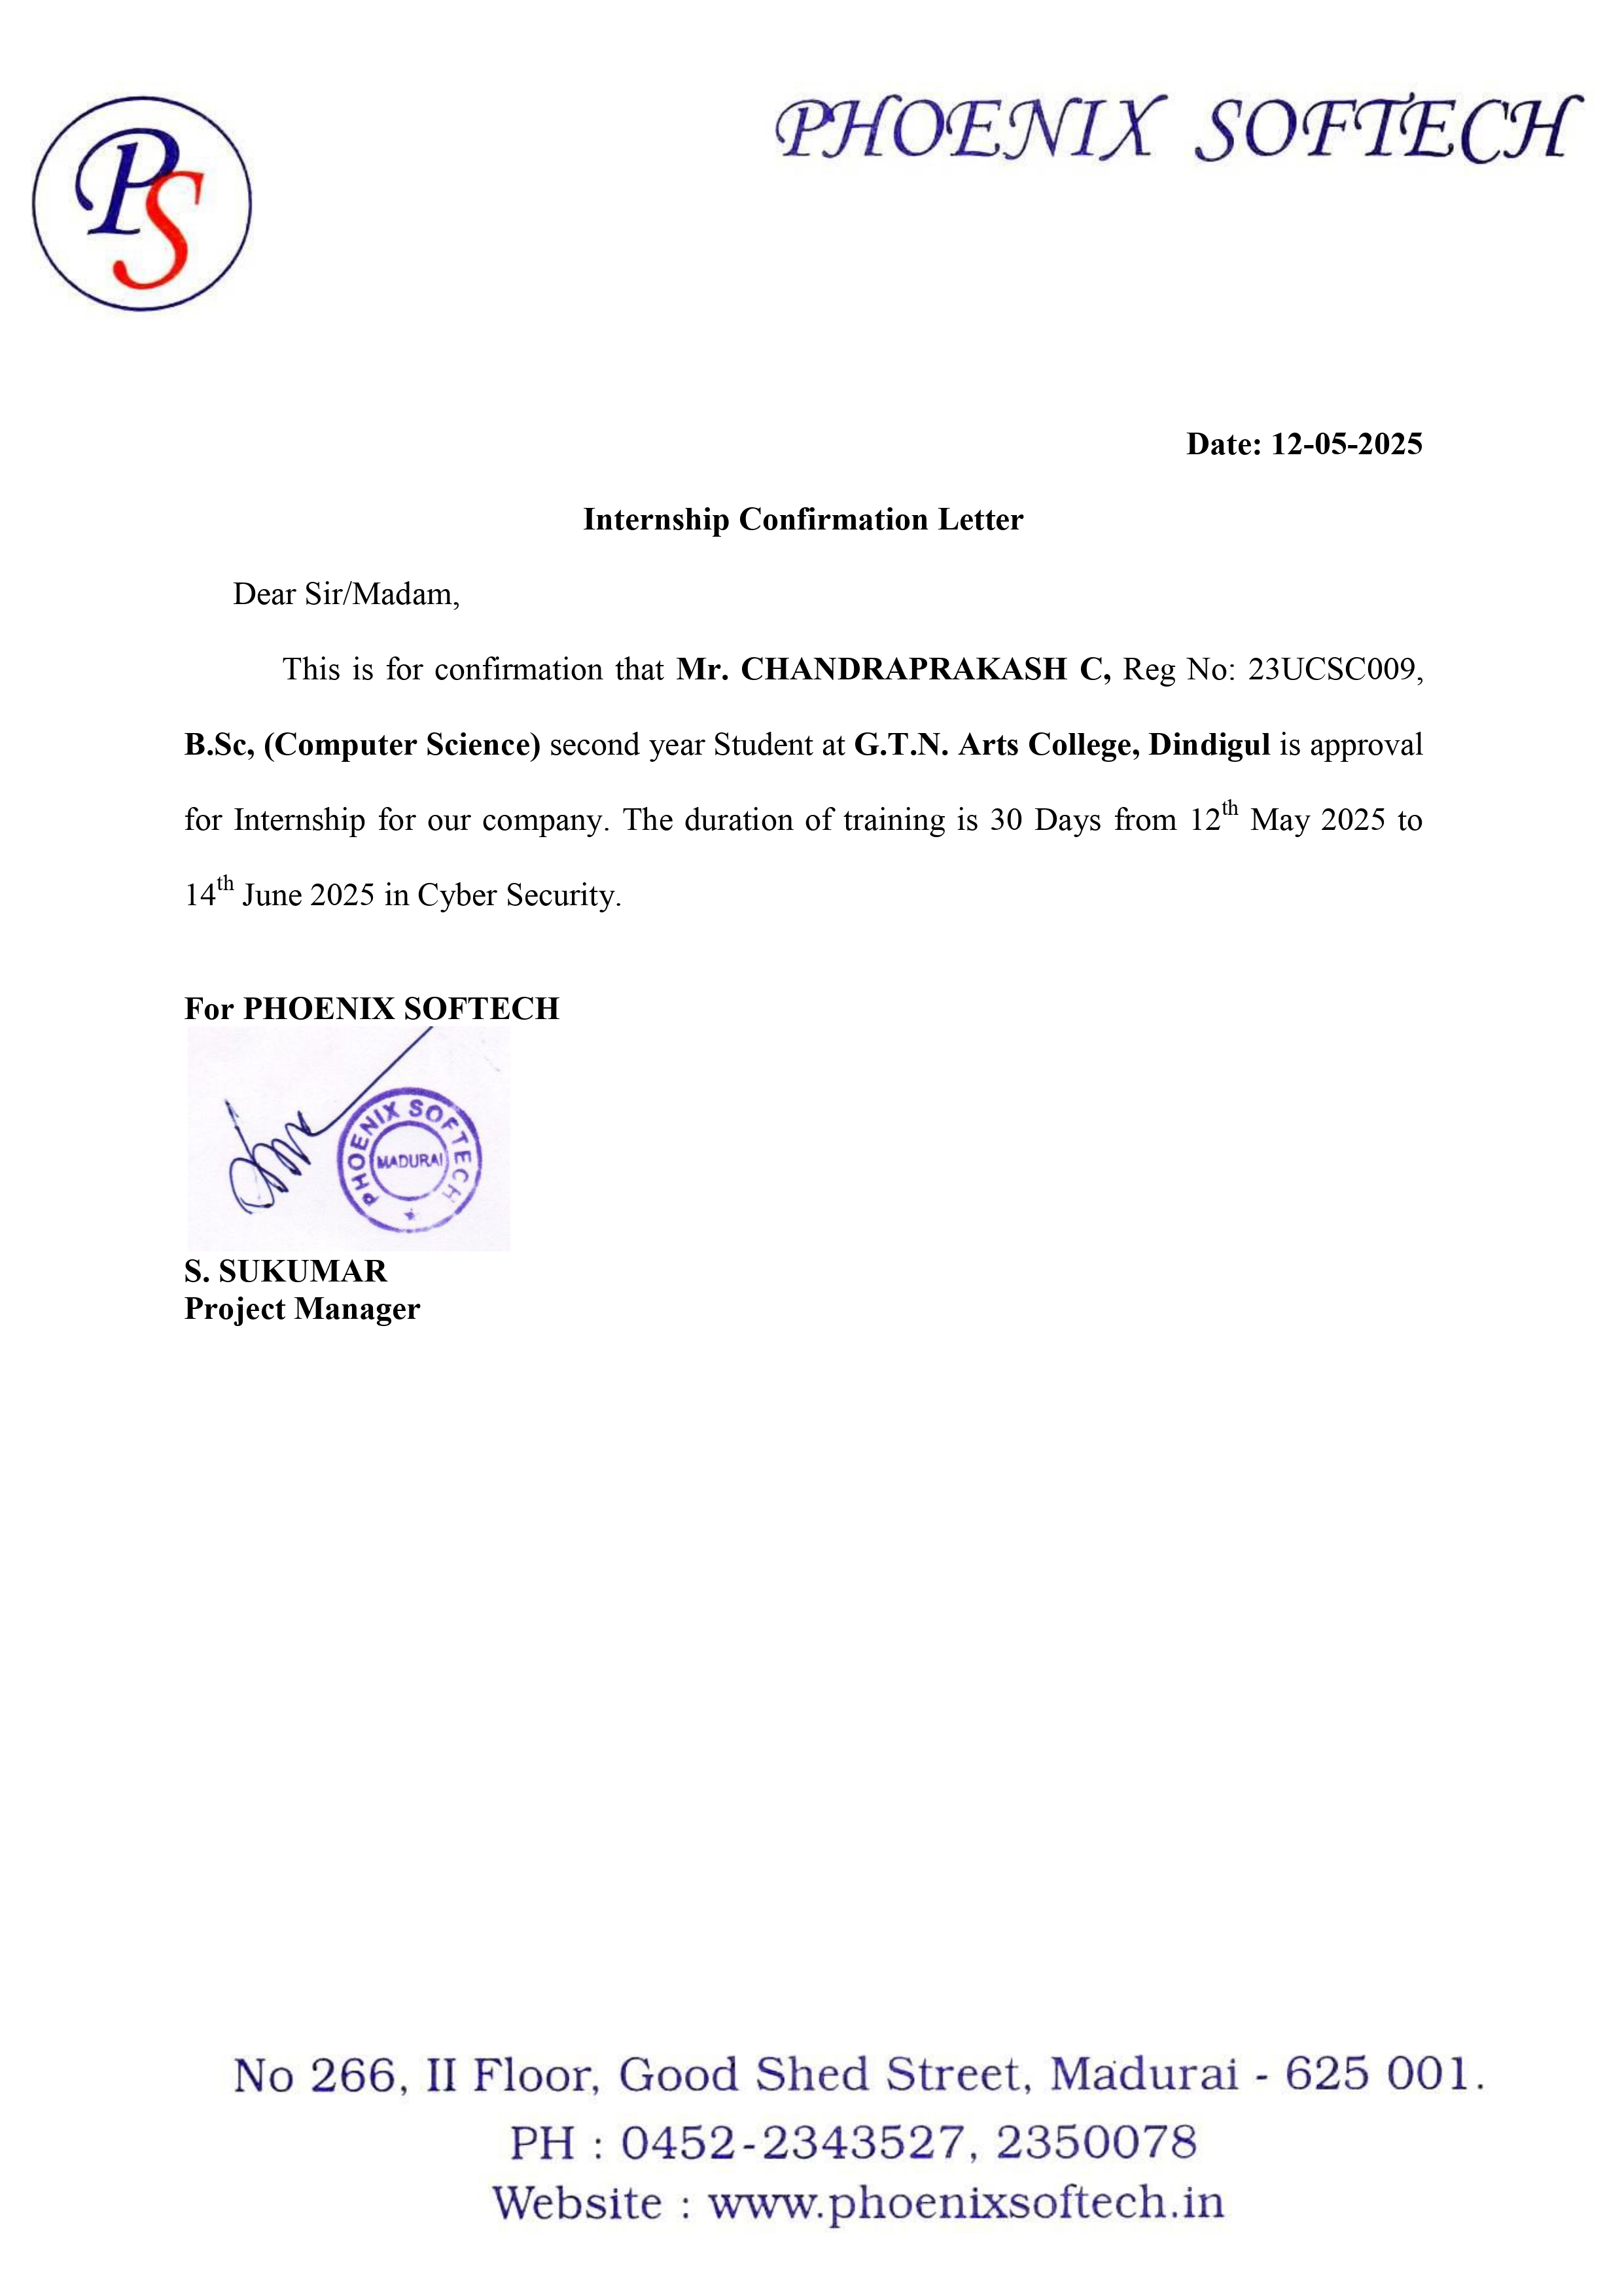 PS
PHOENIX SOFTECH
Date: 12-05-2025
Internship Confirmation Letter
Dear Sir/Madam,
This is for confirmation that Mr. CHANDRAPRAKASH C, Reg No: 23UCSC009,
B.Sc, (Computer Science) second year Student at G.T.N. Arts College, Dindigul is approval
for Internship for our company. The duration of training is 30 Days from 12th May 2025 to
14th June 2025 in Cyber Security.
For PHOENIX SOFTECH
PHOENIX SOFTECH
MADURAI
S. SUKUMAR
Project Manager
No 266, II Floor, Good Shed Street, Madurai - 625 001.
PH : 0452-2343527, 2350078
Website : www.phoenixsoftech.in